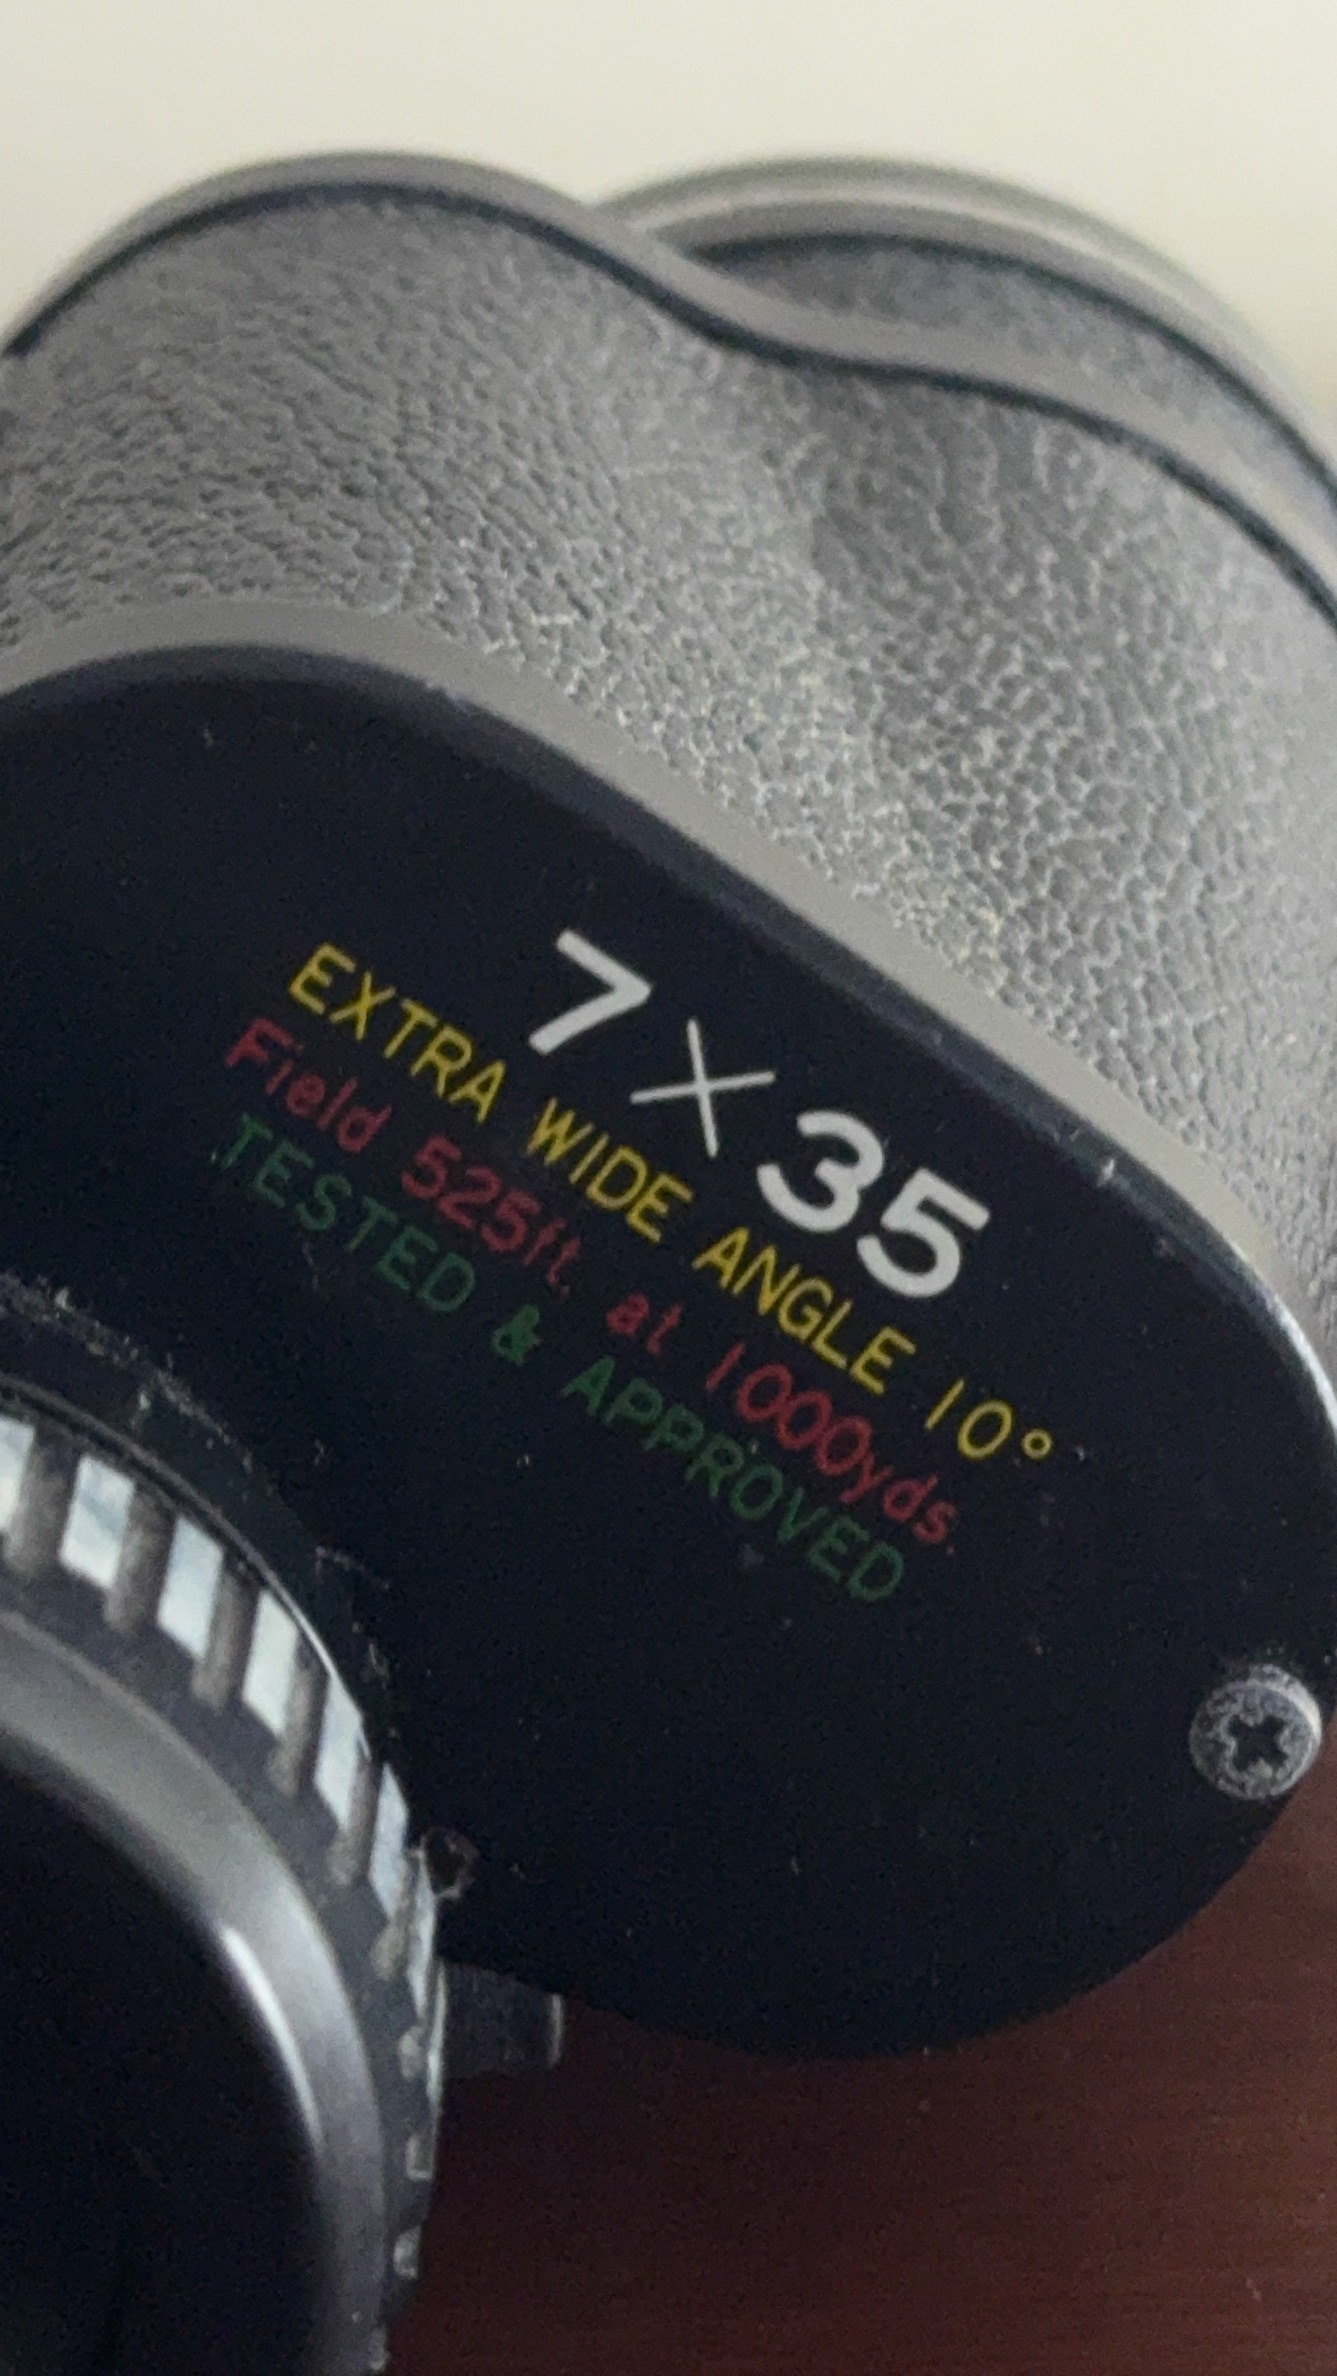 7×35
EXTRA WIDE ANGLE 10°
Field 525ft. at 1000yds.
TESTED & APPROVED